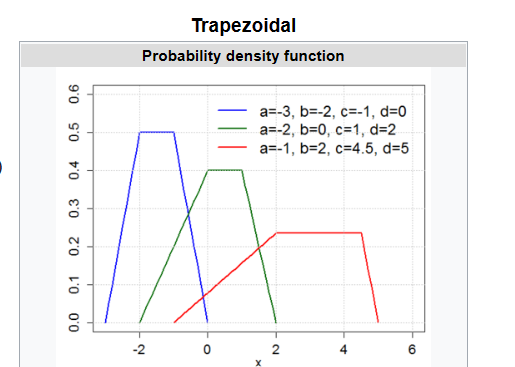 Trapezoidal
Probability density function
a=-3, b=-2, c=-1, d=0
a=-2, b=0, c=1, d=2
a=-1, b=2, c=4.5, d=5
0.6
0.5
0.4
0.3
0.2
0.1
0.0
-2 0 2 4 6
x